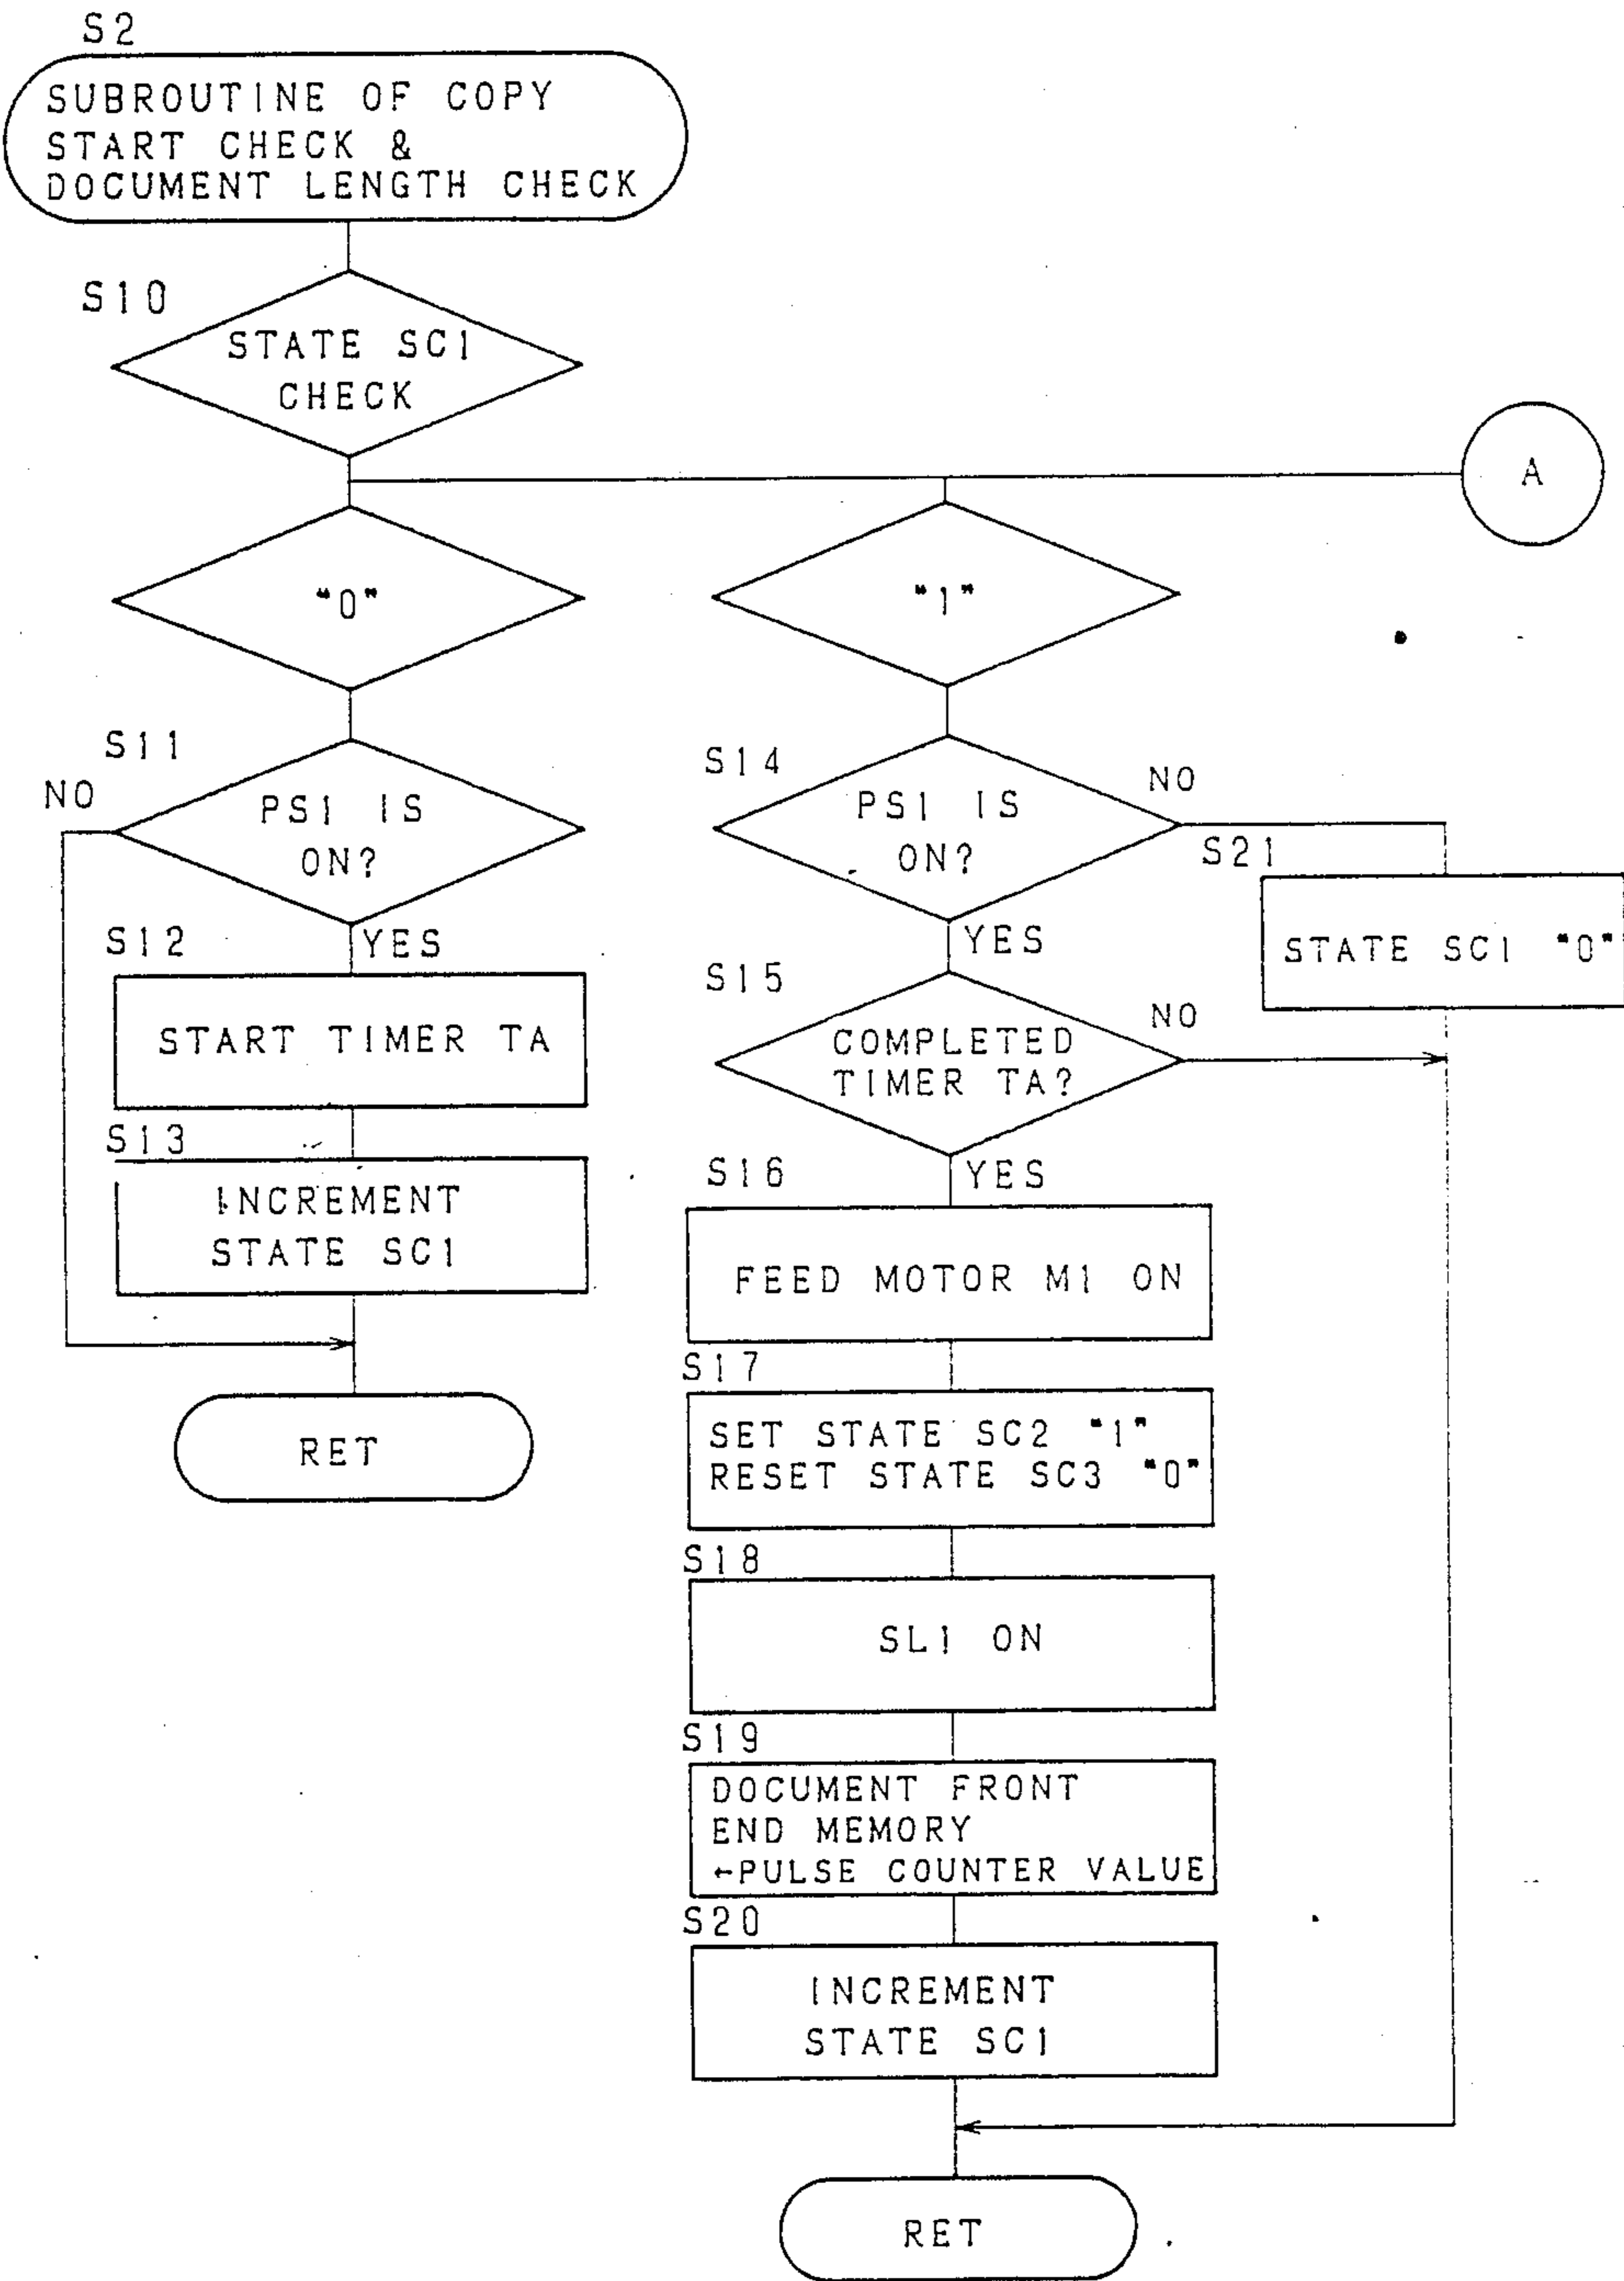 S2
SUBROUTINE OF COPY
START CHECK &
DOCUMENT LENGTH CHECK
S10
STATE SC1
CHECK
A
"0"
"1"
S11
NO
PS1 IS
ON?
YES
S12
START TIMER TA
S13
INCREMENT
STATE SC1
RET
S14
PS1 IS
ON?
NO
YES
S21
STATE SC1 "0"
S15
COMPLETED
TIMER TA?
NO
YES
S16
FEED MOTOR M1 ON
S17
SET STATE SC2 "1"
RESET STATE SC3 "0"
S18
SL1 ON
S19
DOCUMENT FRONT
END MEMORY
←PULSE COUNTER VALUE
S20
INCREMENT
STATE SC1
RET